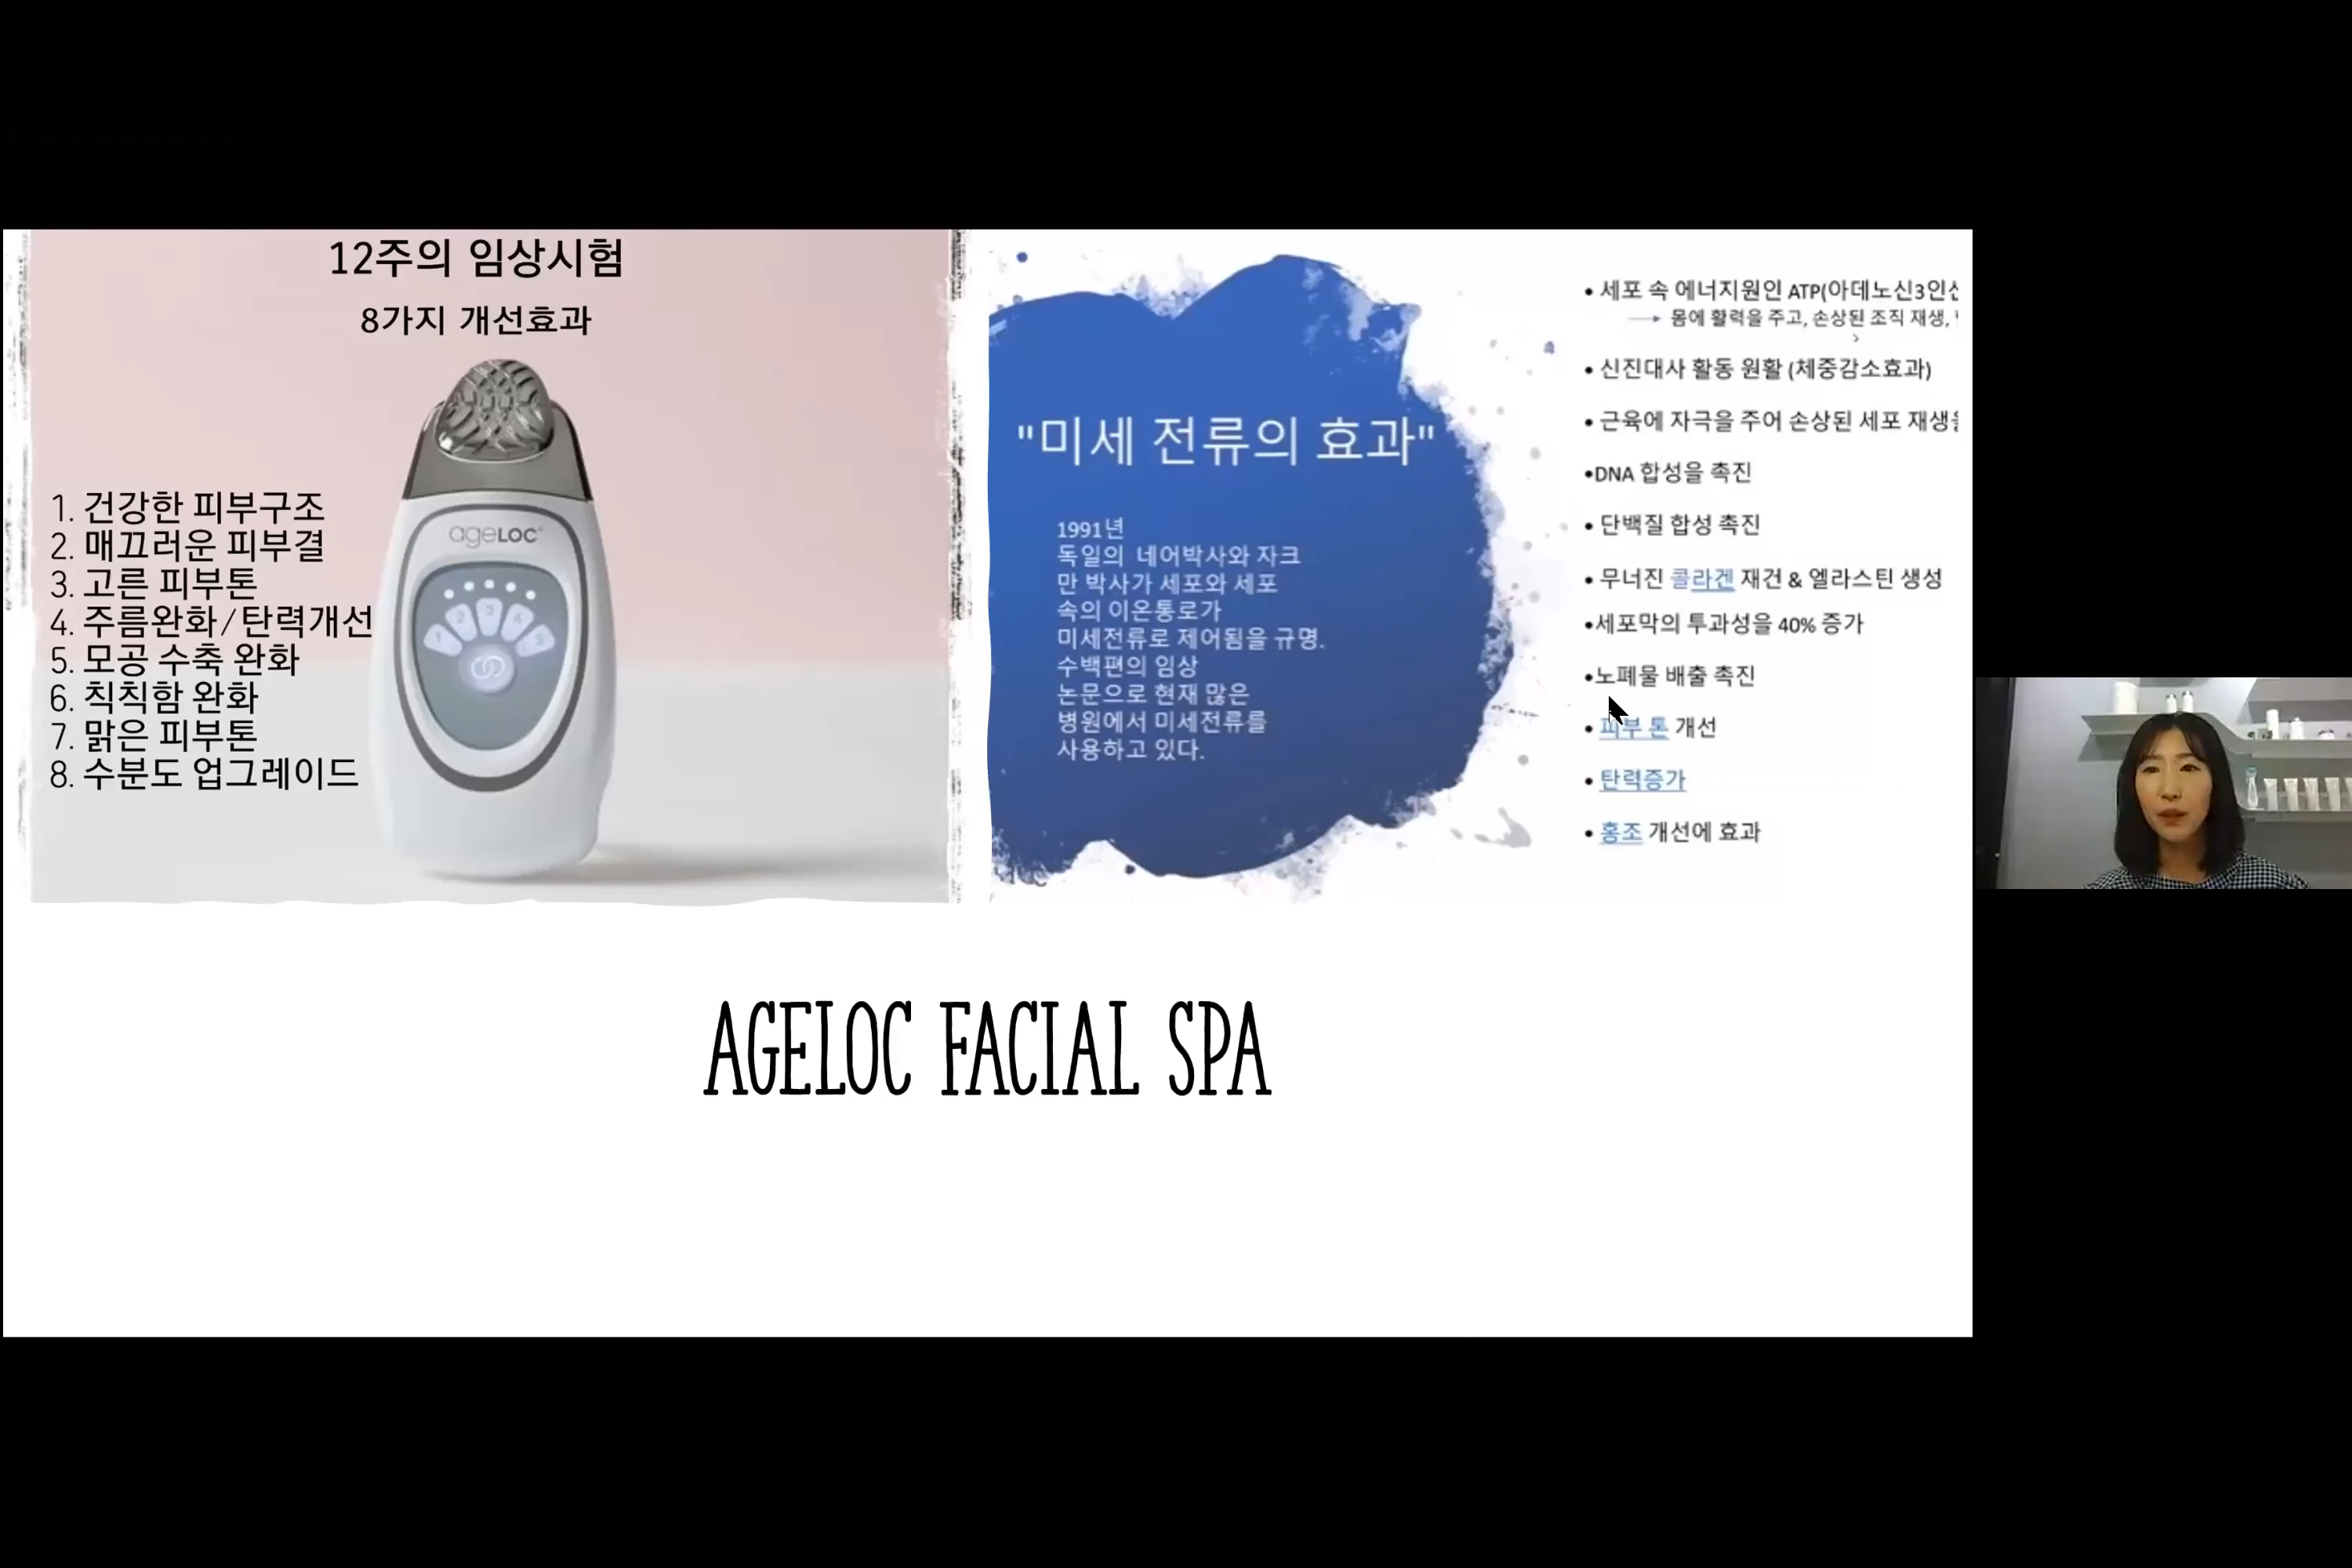 12주의 임상시험
8가지 개선효과
1. 건강한 피부구조
2. 매끄러운 피부결
3. 고른 피부톤
4. 주름완화/탄력개선
5. 모공 수축 완화
6. 칙칙함 완화
7. 맑은 피부톤
8. 수분도 업그레이드
ageLOC
1 2 3 4 5
"미세 전류의 효과"
1991년
독일의 네어박사와 자크
만 박사가 세포와 세포
속의 이온통로가
미세전류로 제어됨을 규명.
수백편의 임상
논문으로 현재 많은
병원에서 미세전류를
사용하고 있다.
• 세포 속 에너지원인 ATP(아데노신3인산
→ 몸에 활력을 주고, 손상된 조직 재생,
• 신진대사 활동 원활 (체중감소효과)
• 근육에 자극을 주어 손상된 세포 재생을
•DNA 합성을 촉진
• 단백질 합성 촉진
• 무너진 콜라겐 재건 & 엘라스틴 생성
•세포막의 투과성을 40% 증가
•노폐물 배출 촉진
• 피부 톤 개선
• 탄력증가
• 홍조 개선에 효과
AGELOC FACIAL SPA